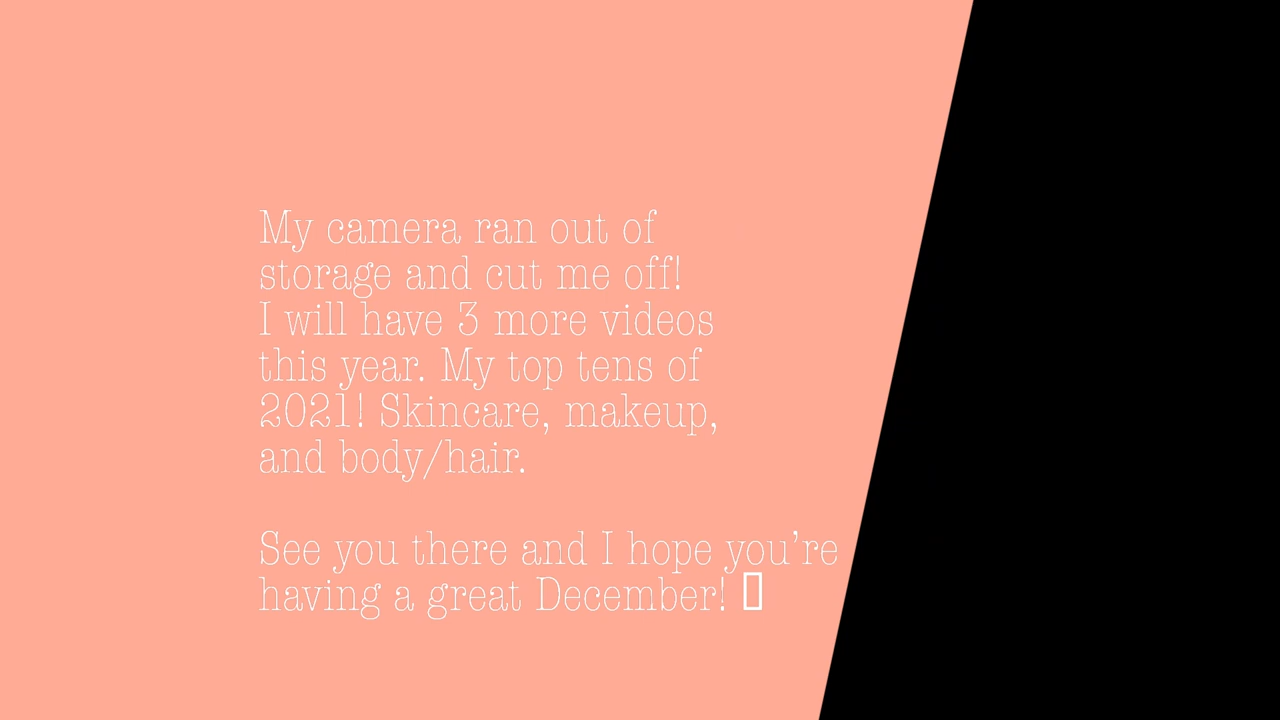 My camera ran out of
storage and cut me off!
I will have 3 more videos
this year. My top tens of
2021! Skincare, makeup,
and body/hair.
See you there and I hope you’re
having a great December!